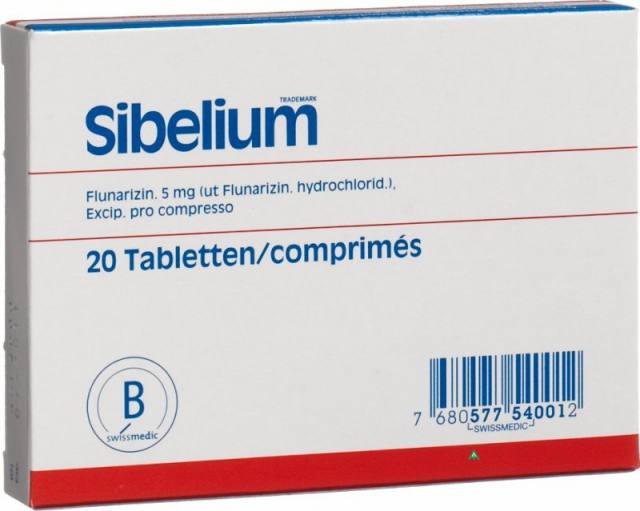 TRADEMARK
Sibelium
Flunarizin. 5 mg (ut Flunarizin. hydrochlorid.),
Excip. pro compresso
20 Tabletten/comprimés
B
swissmedic
7 680577 540012
SWISSMEDIC